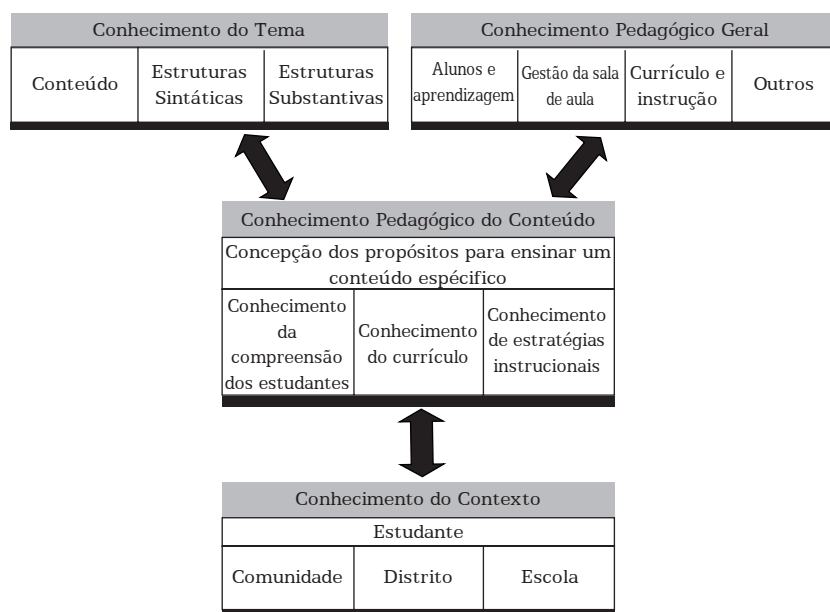 Conhecimento do Tema
Conteúdo
Estruturas
Sintáticas
Estruturas
Substantivas
Conhecimento Pedagógico Geral
Alunos e
aprendizagem
Gestão da sala
de aula
Currículo e
instrução
Outros
Conhecimento Pedagógico do Conteúdo
Concepção dos propósitos para ensinar um
conteúdo espécifico
Conhecimento
da
compreensão
dos estudantes
Conhecimento
do currículo
Conhecimento
de estratégias
instrucionais
Conhecimento do Contexto
Estudante
Comunidade
Distrito
Escola